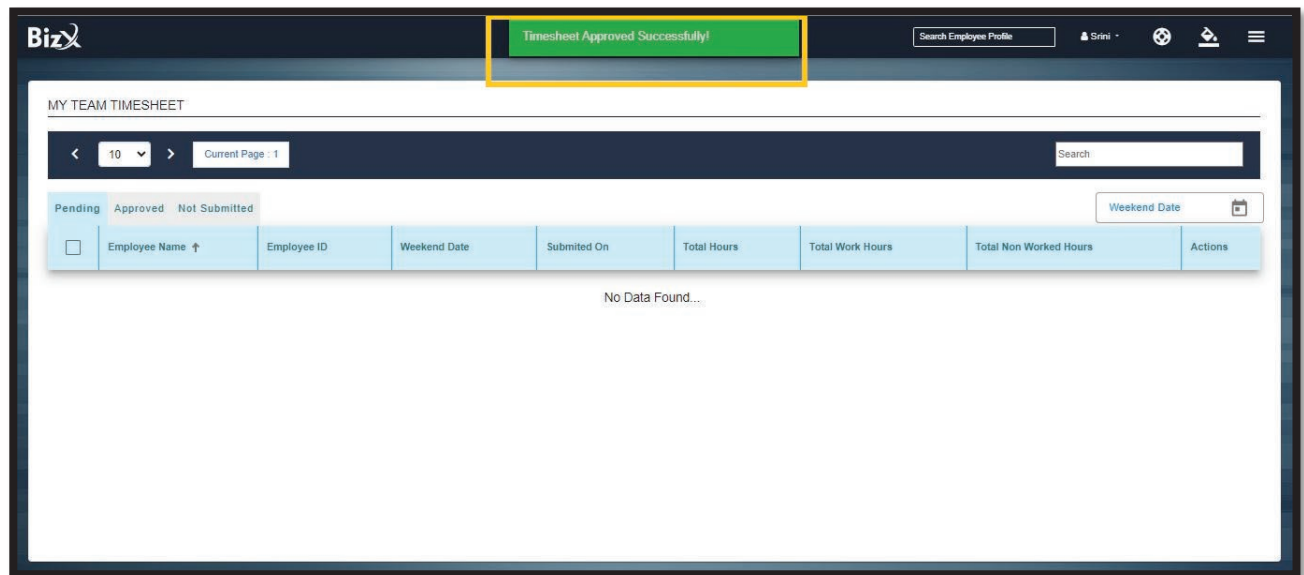 BizX
Timesheet Approved Successfully!
Search Employee Profile
Srini
MY TEAM TIMESHEET
10
Current Page : 1
Search
Pending Approved Not Submitted
Weekend Date
Employee Name Employee ID Weekend Date Submited On Total Hours Total Work Hours Total Non Worked Hours Actions
No Data Found...